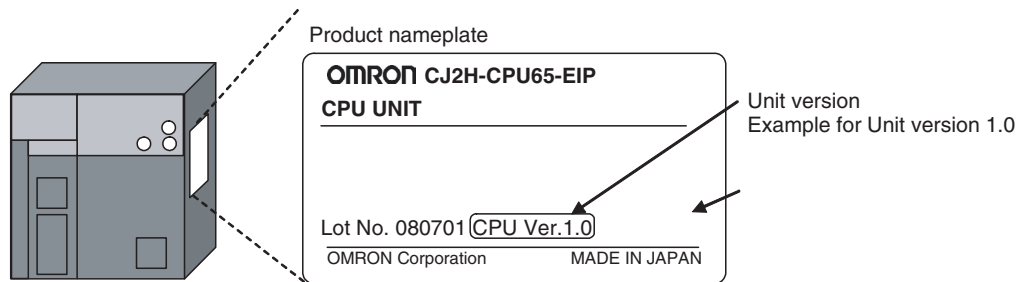 Product nameplate
OMRON CJ2H-CPU65-EIP
CPU UNIT
Unit version
Example for Unit version 1.0
Lot No. 080701 CPU Ver.1.0
OMRON Corporation MADE IN JAPAN